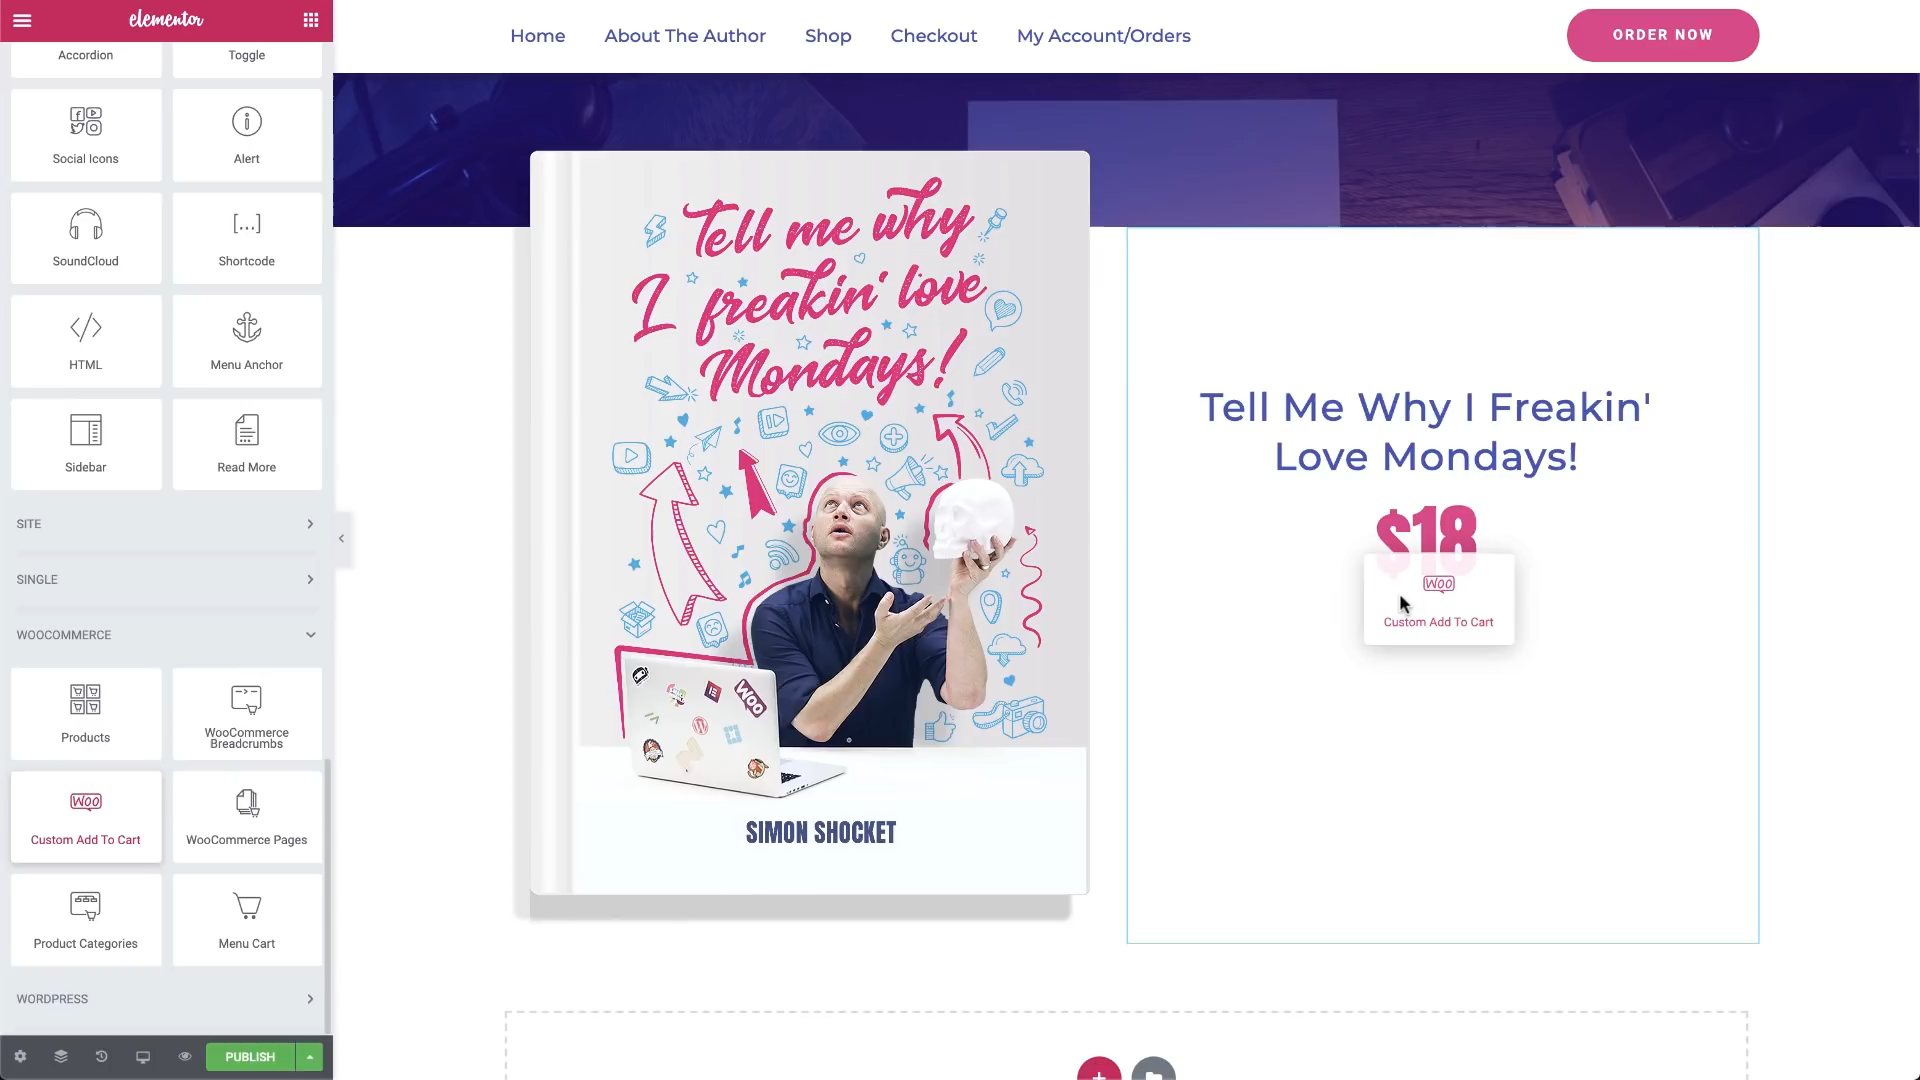 elementor
Home
About The Author
Shop
Checkout
My Account/Orders
ORDER NOW
Accordion
Toggle
Social Icons
Alert
SoundCloud
[...]
Shortcode
HTML
Menu Anchor
Sidebar
Read More
SITE
SINGLE
WOOCOMMERCE
Products
WooCommerce
Breadcrumbs
Woo
Custom Add To Cart
WooCommerce Pages
Product Categories
Menu Cart
WORDPRESS
PUBLISH
Tell me why
I freakin' love
Mondays!
Woo
SIMON SHOCKET
Tell Me Why I Freakin'
Love Mondays!
$18
Woo
Custom Add To Cart